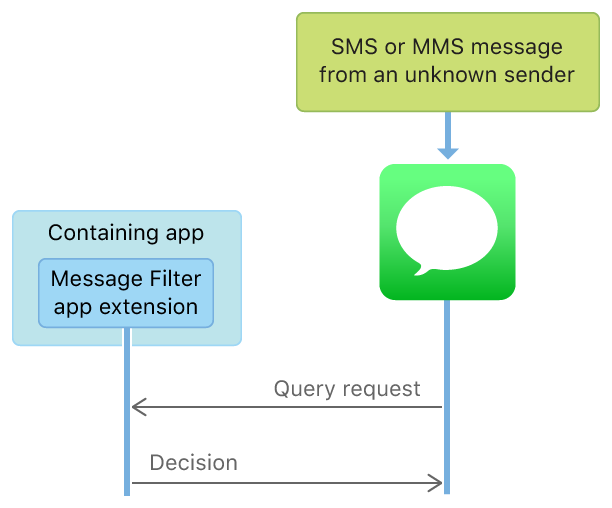 SMS or MMS message
from an unknown sender
Containing app
Message Filter
app extension
Query request
Decision